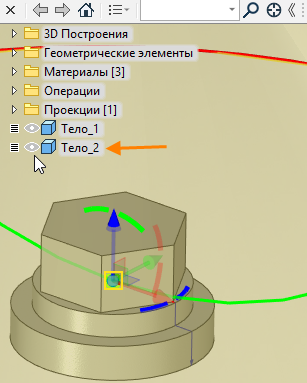 3D Построения
Геометрические элементы
Материалы [3]
Операции
Проекции [1]
Тело_1
Тело_2